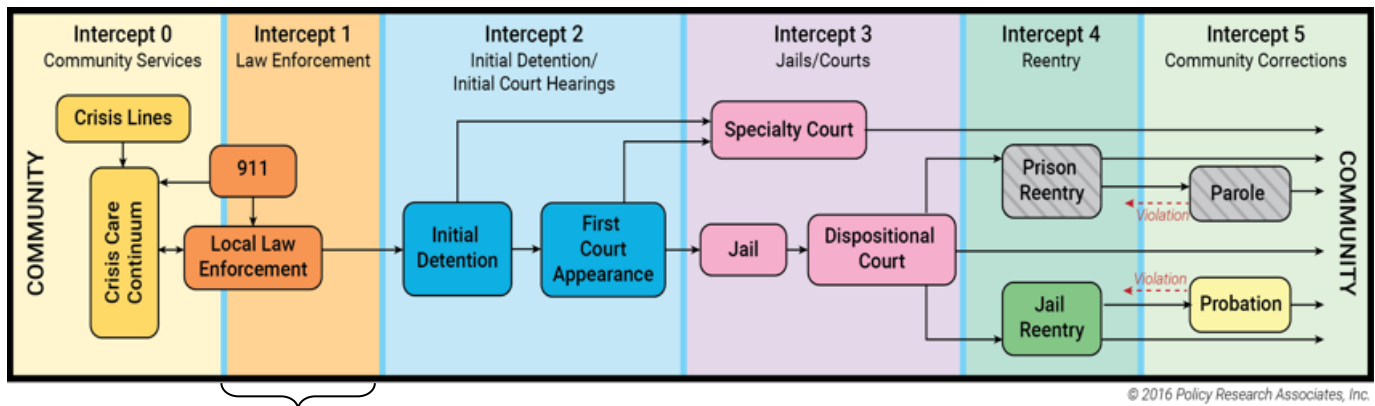 Intercept 0
Community Services
Intercept 1
Law Enforcement
Intercept 2
Initial Detention/
Initial Court Hearings
Intercept 3
Jails/Courts
Intercept 4
Reentry
Intercept 5
Community Corrections
COMMUNITY
Crisis Lines
Crisis Care
Continuum
911
Local Law
Enforcement
Initial
Detention
First
Court
Appearance
Specialty Court
Jail
Dispositional
Court
Prison
Reentry
Jail
Reentry
Violation
Parole
Violation
Probation
COMMUNITY
© 2016 Policy Research Associates, Inc.